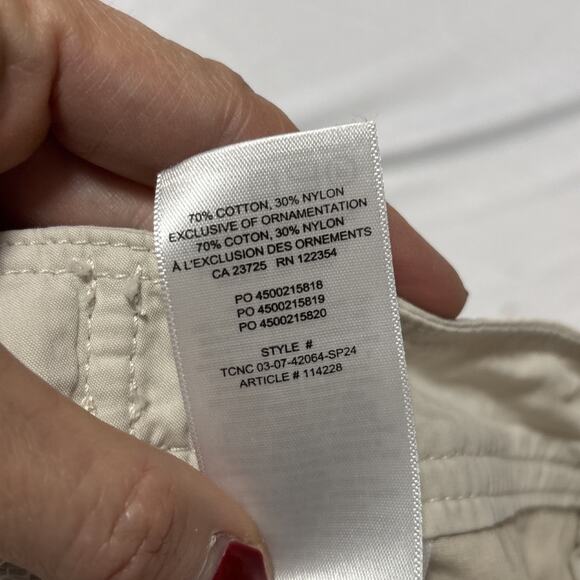 70% COTTON, 30% NYLON
EXCLUSIVE OF ORNAMENTATION
70% COTON, 30% NYLON
À L'EXCLUSION DES ORNEMENTS
CA 23725 RN 122354
PO 4500215818
PO 4500215819
PO 4500215820
STYLE #
TCNC 03-07-42064-SP24
ARTICLE # 114228